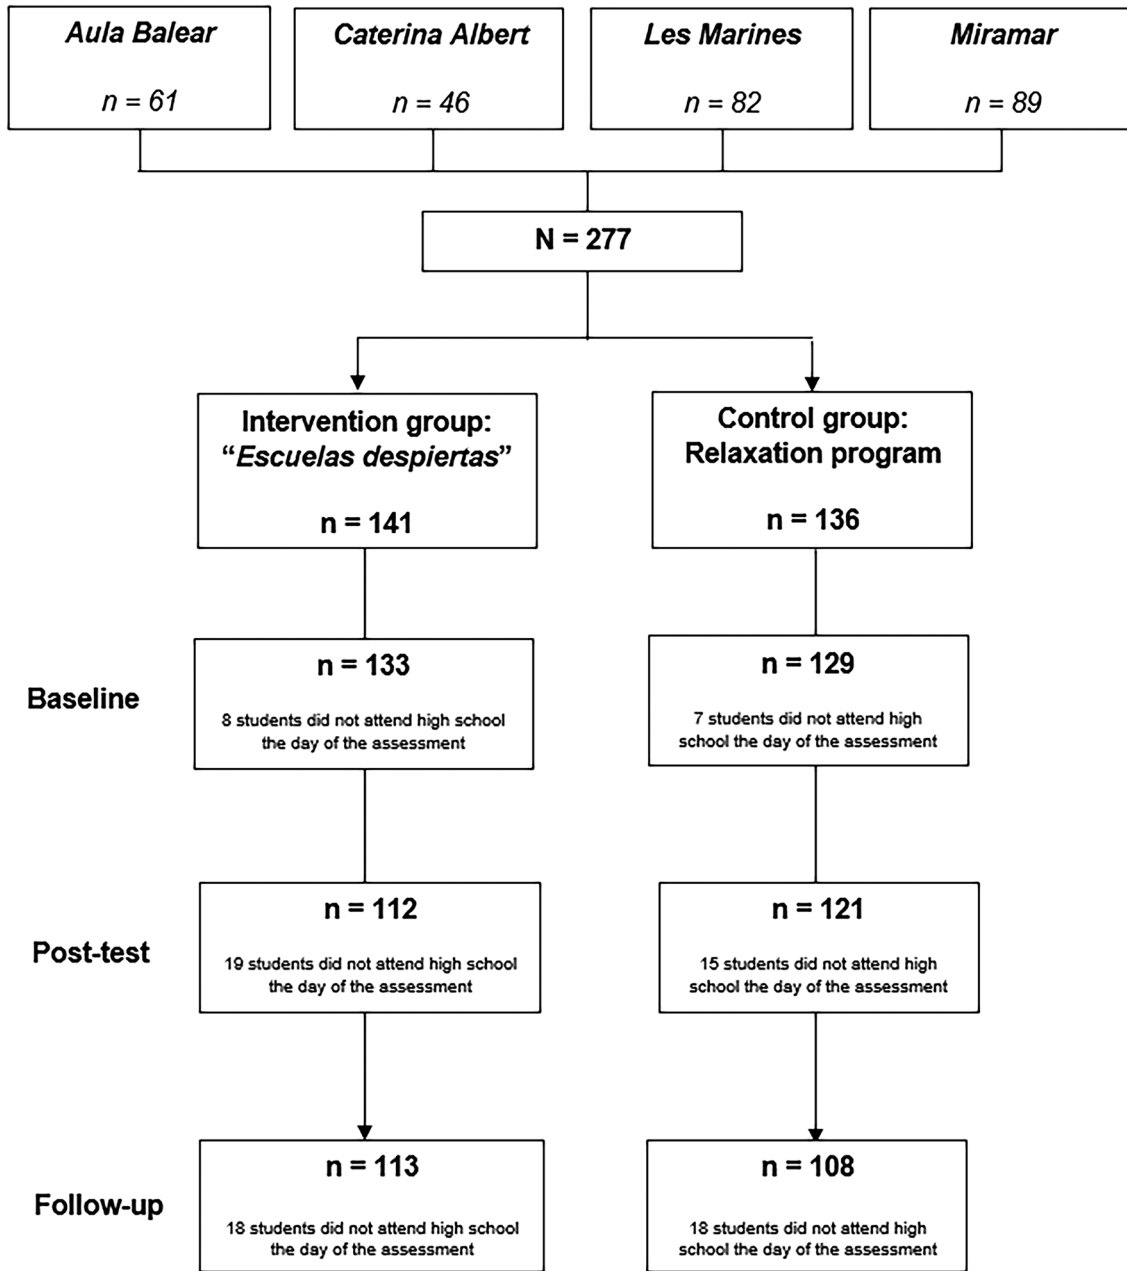 Aula Balear
n = 61
Caterina Albert
n = 46
Les Marines
n = 82
Miramar
n = 89
N = 277
Intervention group:
“Escuelas despiertas”
n = 141
Control group:
Relaxation program
n = 136
Baseline
n = 133
8 students did not attend high school
the day of the assessment
n = 129
7 students did not attend high
school the day of the assessment
Post-test
n = 112
19 students did not attend high school
the day of the assessment
n = 121
15 students did not attend high
school the day of the assessment
Follow-up
n = 113
18 students did not attend high school
the day of the assessment
n = 108
18 students did not attend high
school the day of the assessment